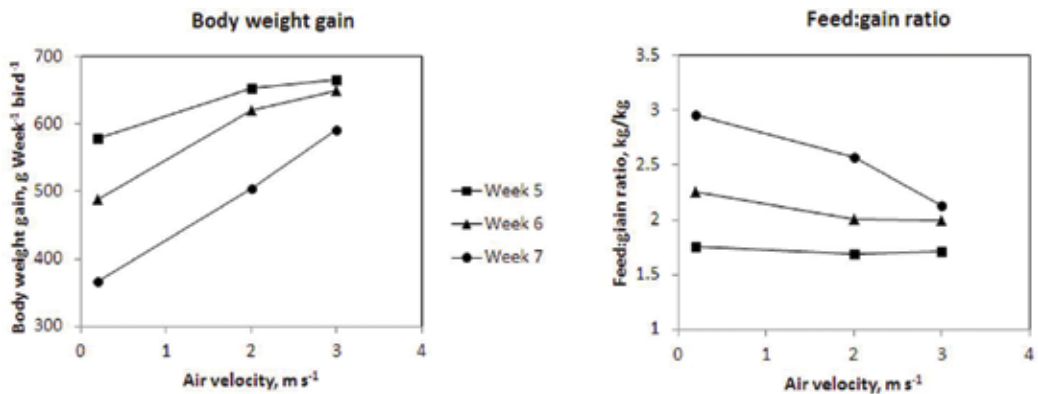 Body weight gain
700
600
500
400
300
0
1
2
3
4
Body weight gain, g Week⁻¹ bird⁻¹
Air velocity, m s⁻¹
Week 5
Week 6
Week 7
Feed:gain ratio
3.5
3
2.5
2
1.5
1
0
1
2
3
4
Feed:giain ratio, kg/kg
Air velocity, m s⁻¹